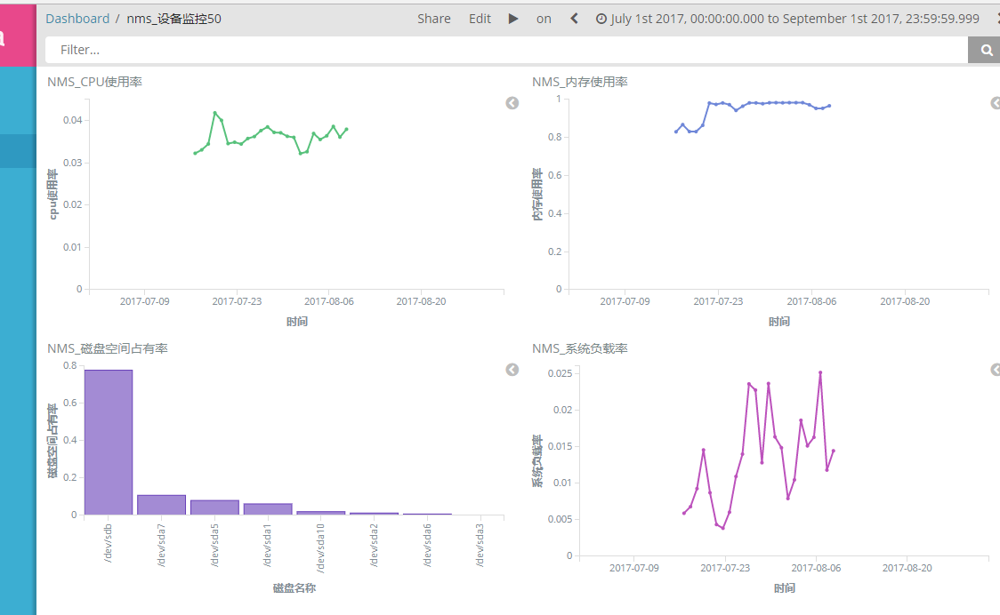 Dashboard / nms_设备监控50
Share Edit on July 1st 2017, 00:00:00.000 to September 1st 2017, 23:59:59.999
Filter...
NMS_CPU使用率
cpu使用率
0.04
0.03
0.02
0.01
0
2017-07-09 2017-07-23 2017-08-06 2017-08-20
时间
NMS_内存使用率
内存使用率
1
0.8
0.6
0.4
0.2
0
2017-07-09 2017-07-23 2017-08-06 2017-08-20
时间
NMS_磁盘空间占有率
磁盘空间占有率
0.8
0.6
0.4
0.2
0
/dev/sdb /dev/sda7 /dev/sda5 /dev/sda1 /dev/sda10 /dev/sda2 /dev/sda6 /dev/sda3
磁盘名称
NMS_系统负载率
系统负载率
0.025
0.02
0.015
0.01
0.005
0
2017-07-09 2017-07-23 2017-08-06 2017-08-20
时间